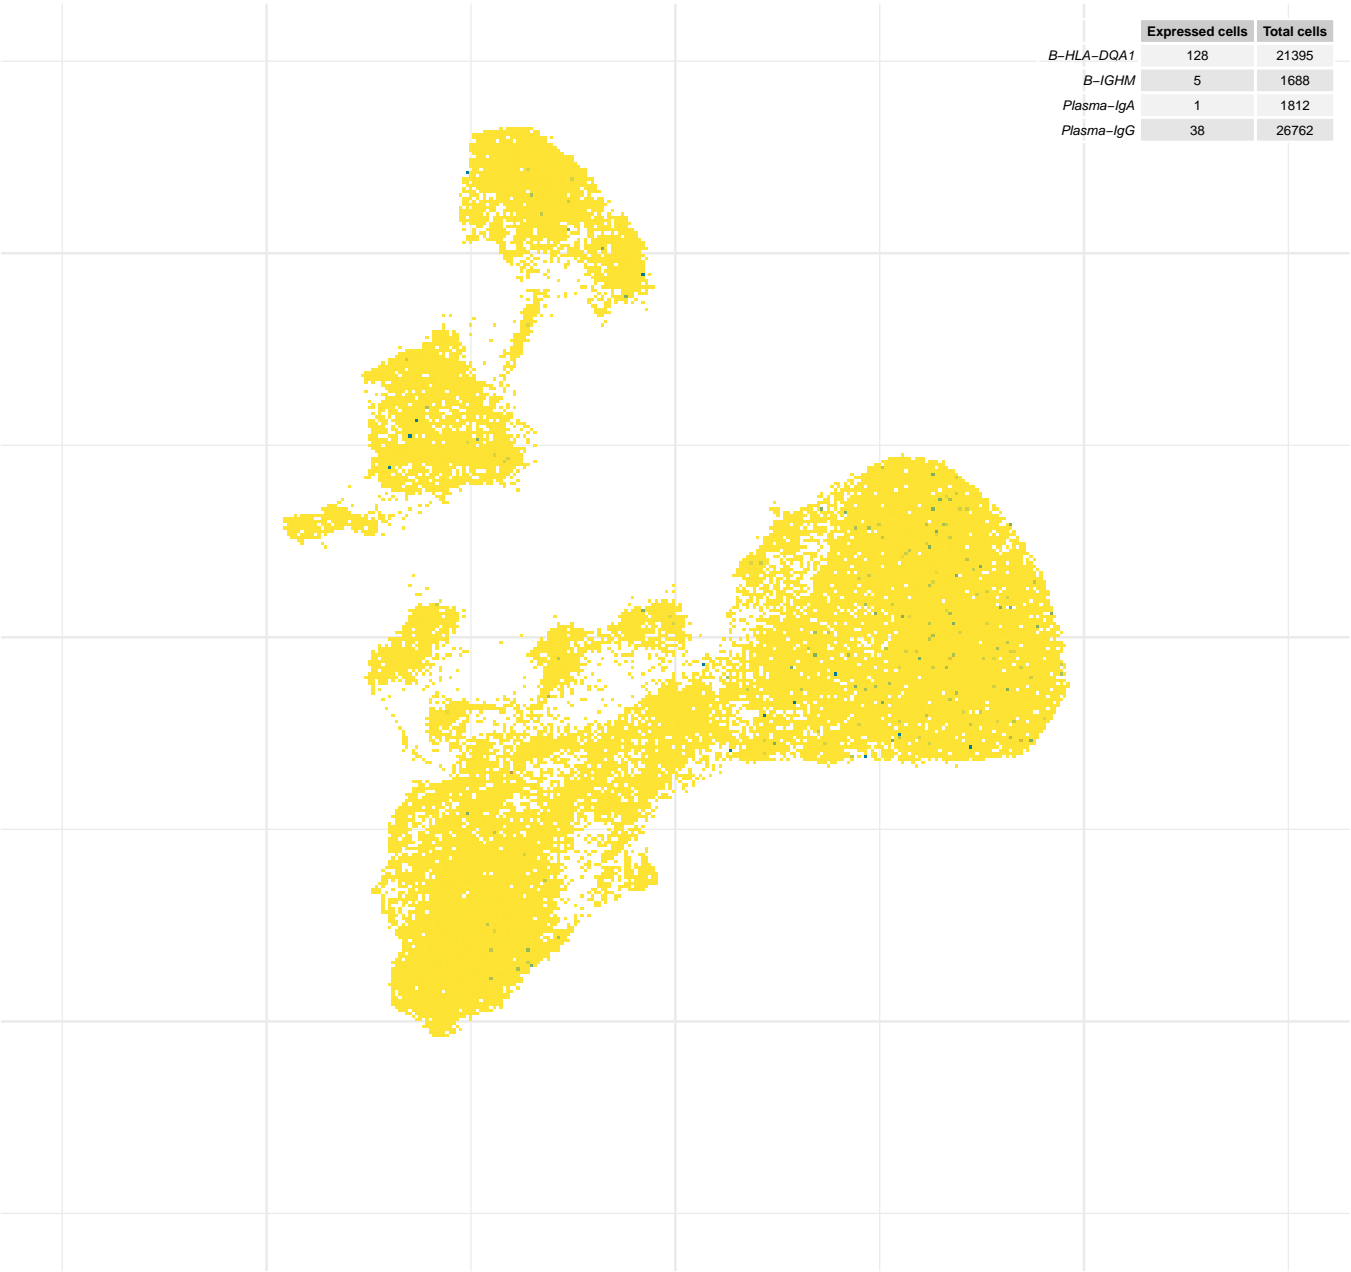 Expressed cells Total cells
B−HLA−DQA1 128 21395
B−IGHM 5 1688
Plasma−IgA 1 1812
Plasma−IgG 38 26762